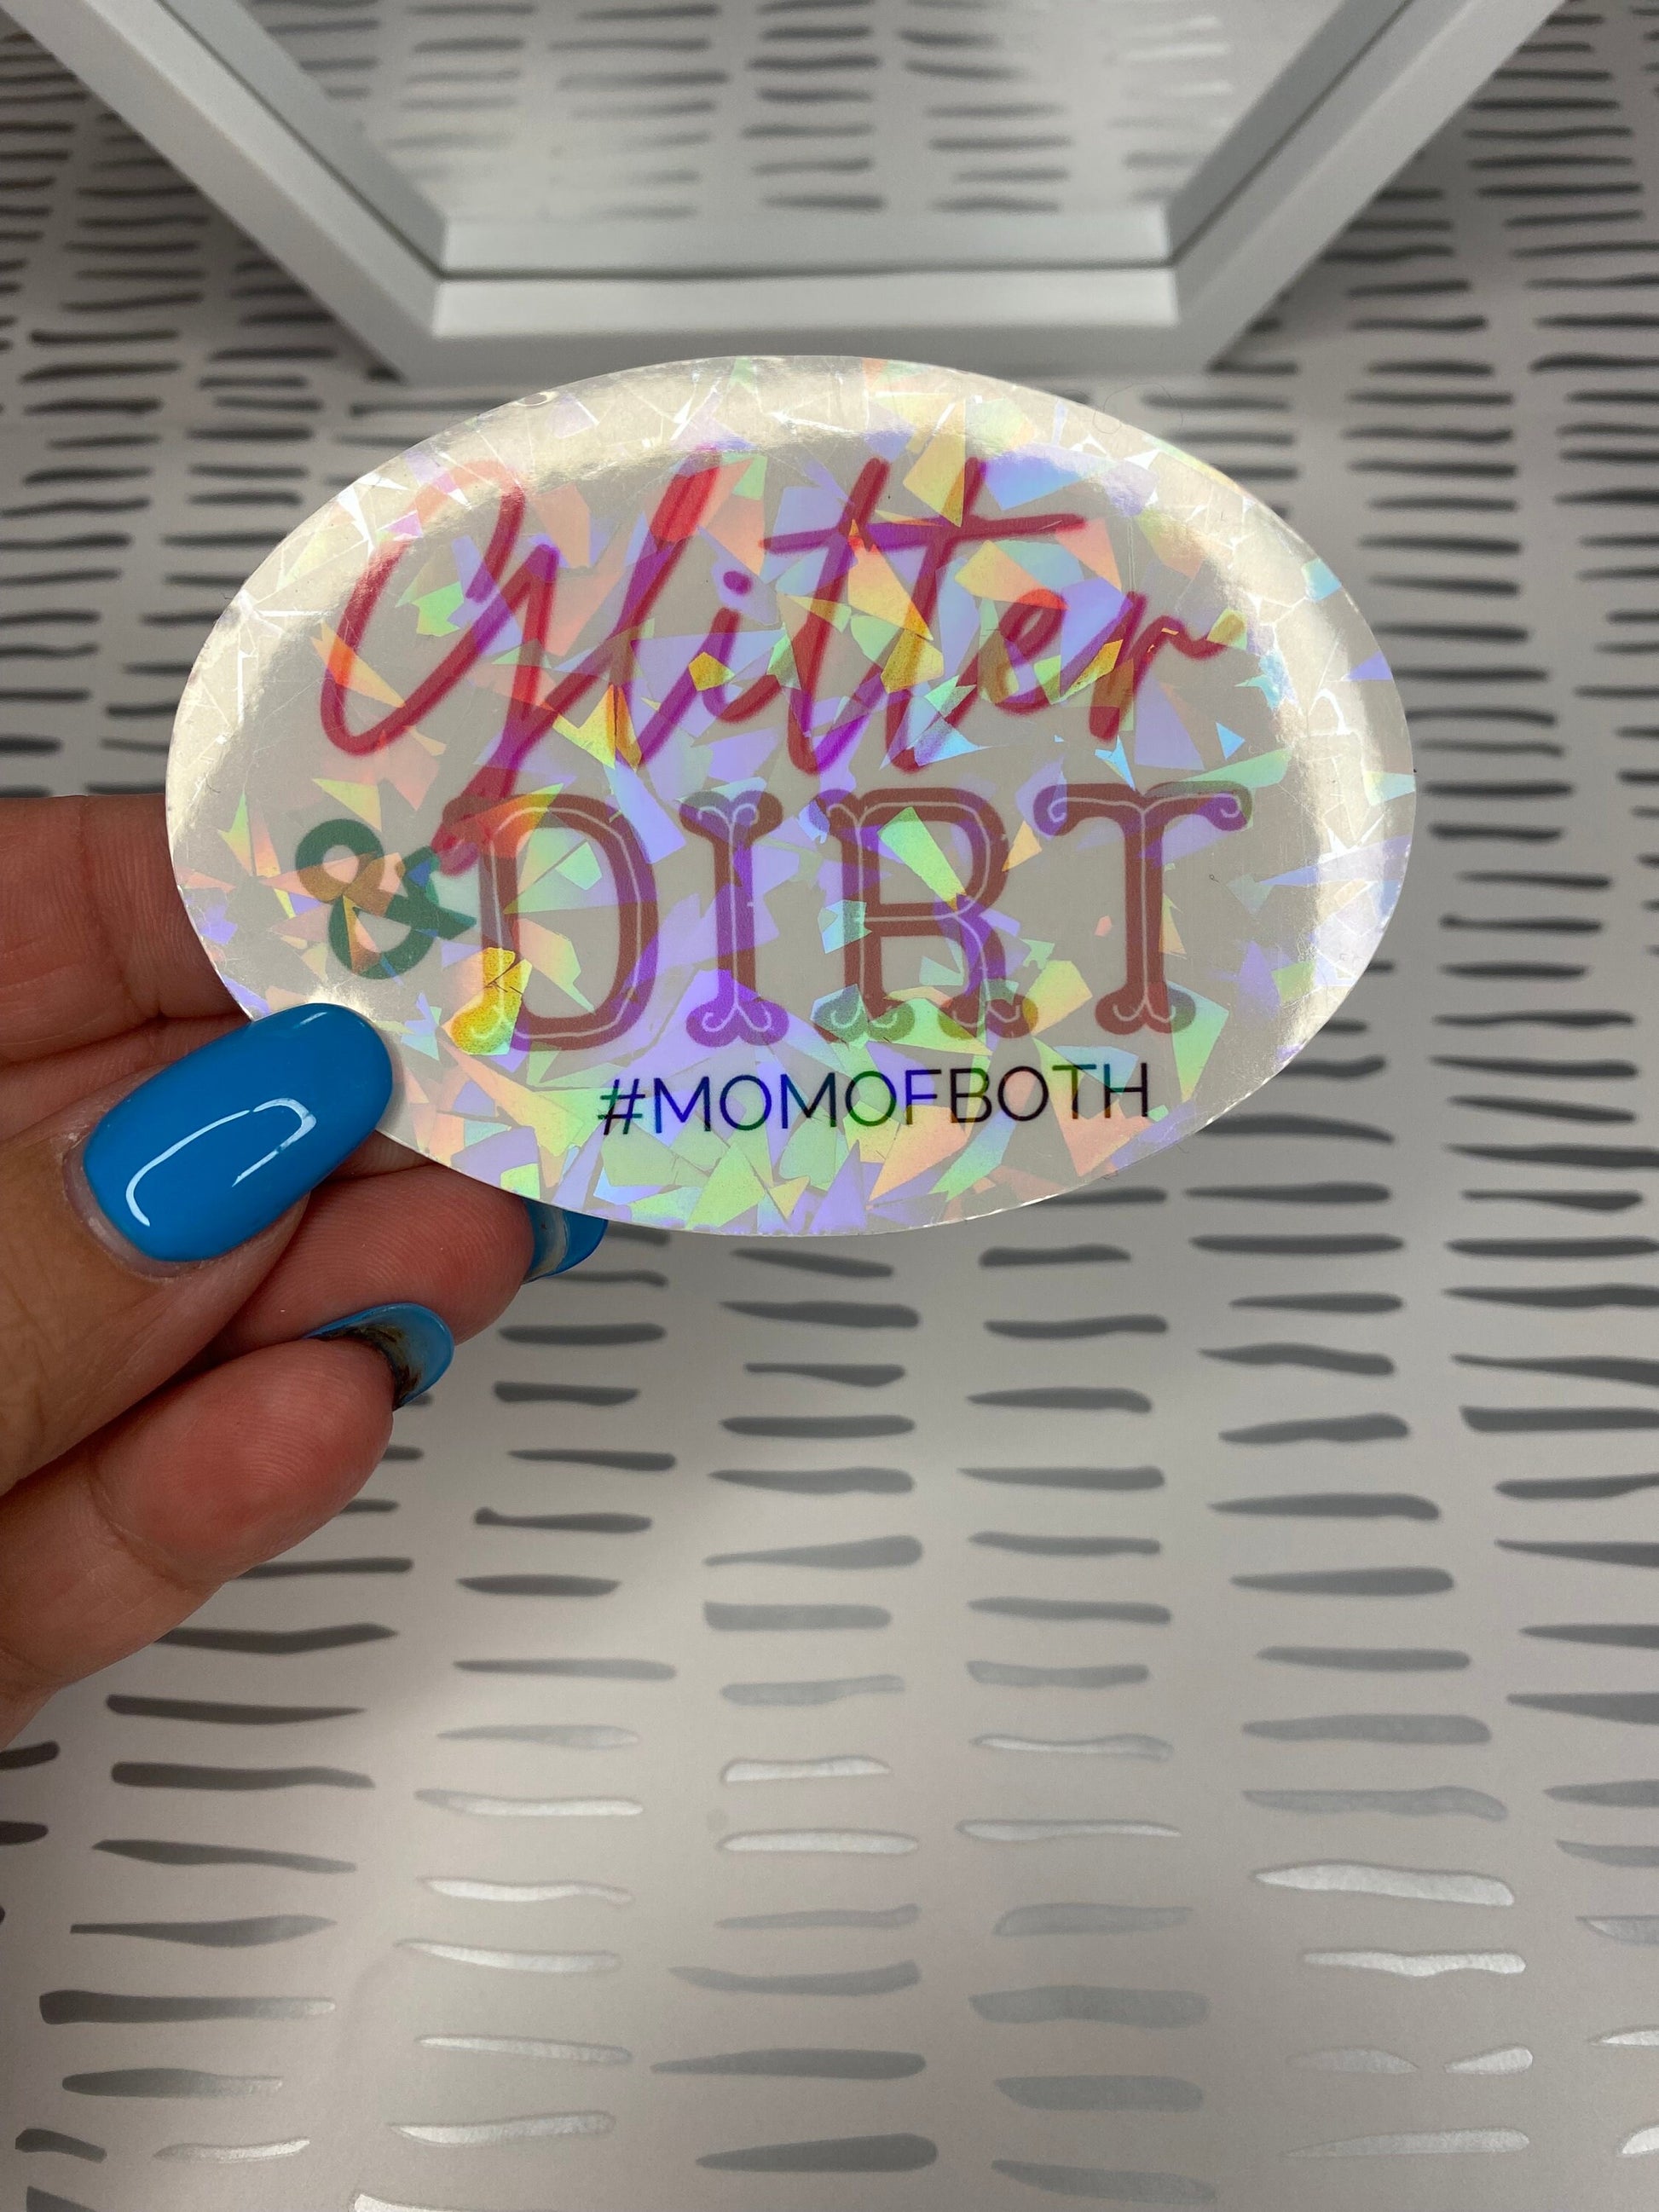 Glitter
& DIRT
#MOMOFBOTH